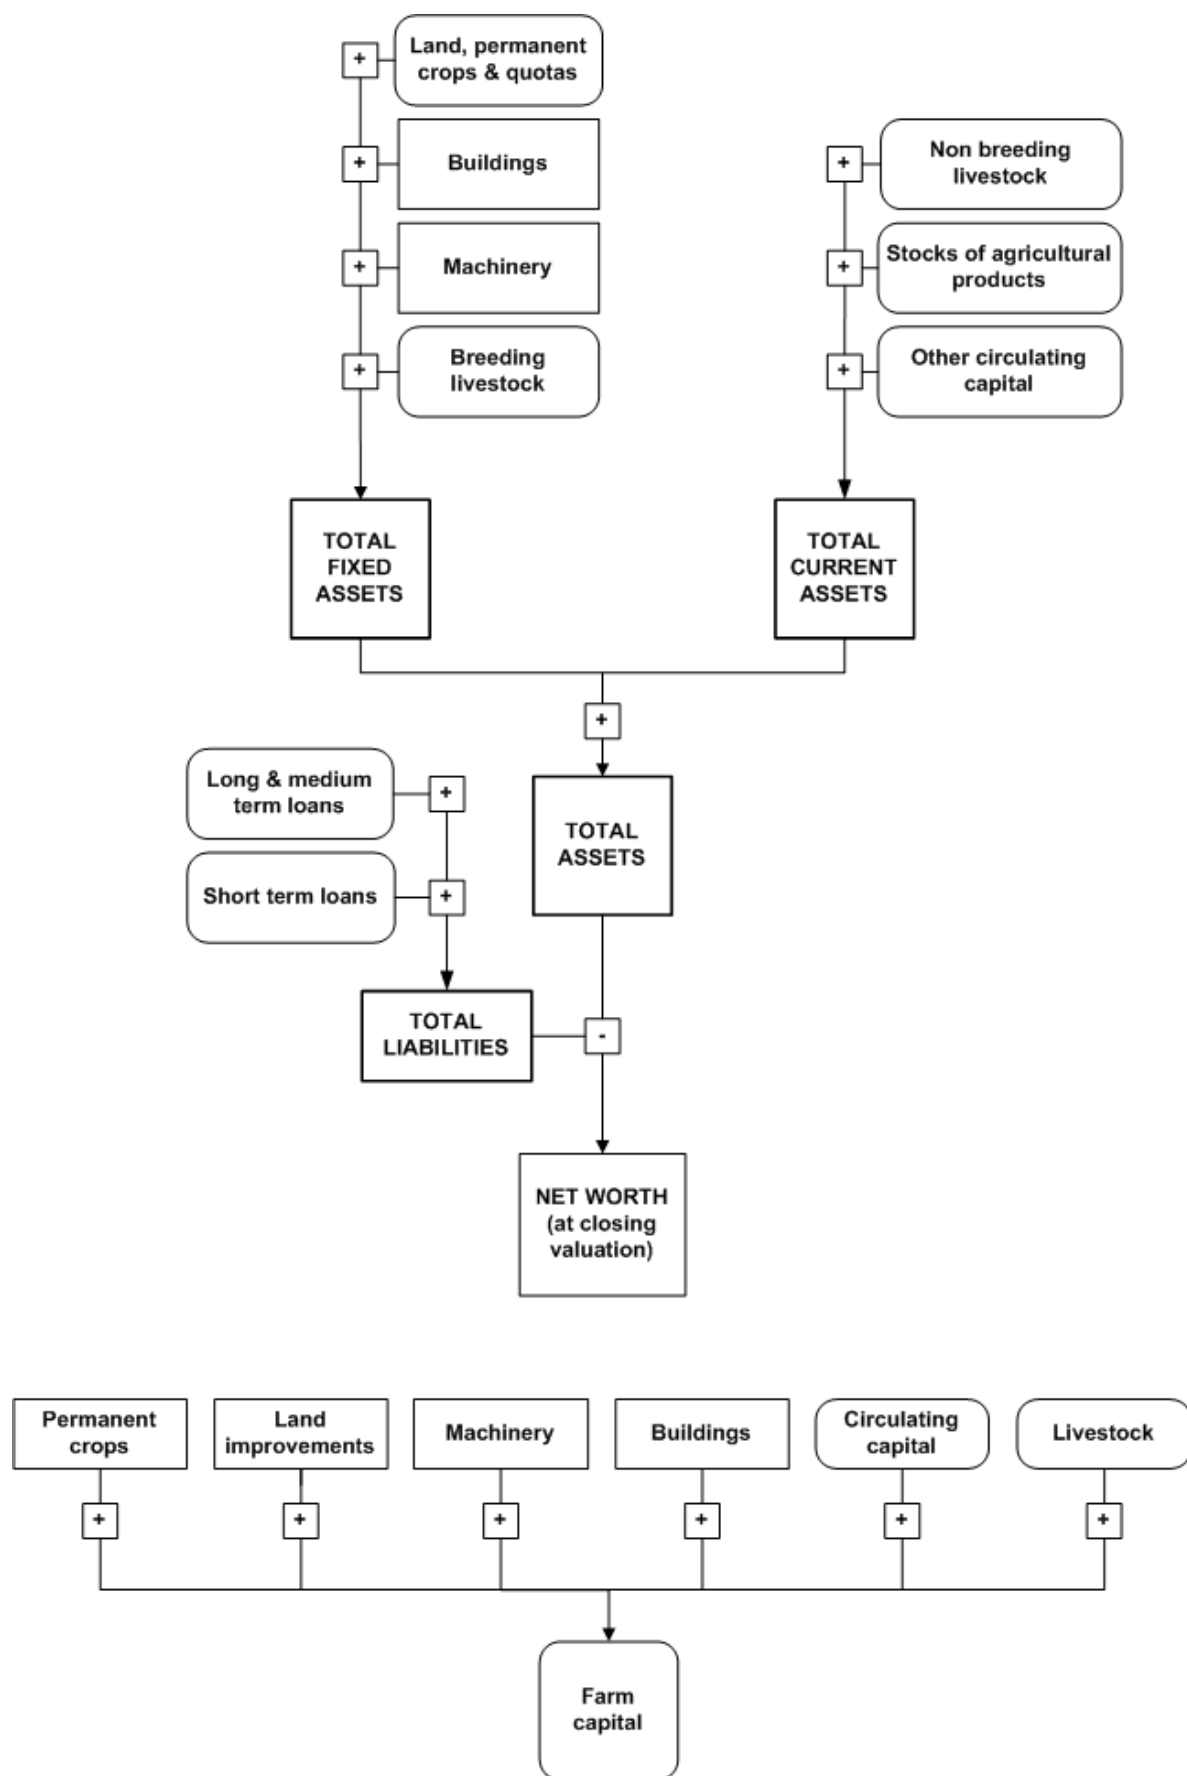 +
Land, permanent
crops & quotas
+
Buildings
+
Non breeding
livestock
+
Machinery
+
Stocks of agricultural
products
+
Breeding
livestock
+
Other circulating
capital
TOTAL
FIXED
ASSETS
TOTAL
CURRENT
ASSETS
+
Long & medium
term loans
+
TOTAL
ASSETS
Short term loans
+
TOTAL
LIABILITIES
-
NET WORTH
(at closing
valuation)
Permanent
crops
Land
improvements
Machinery
Buildings
Circulating
capital
Livestock
+
+
+
+
+
+
Farm
capital